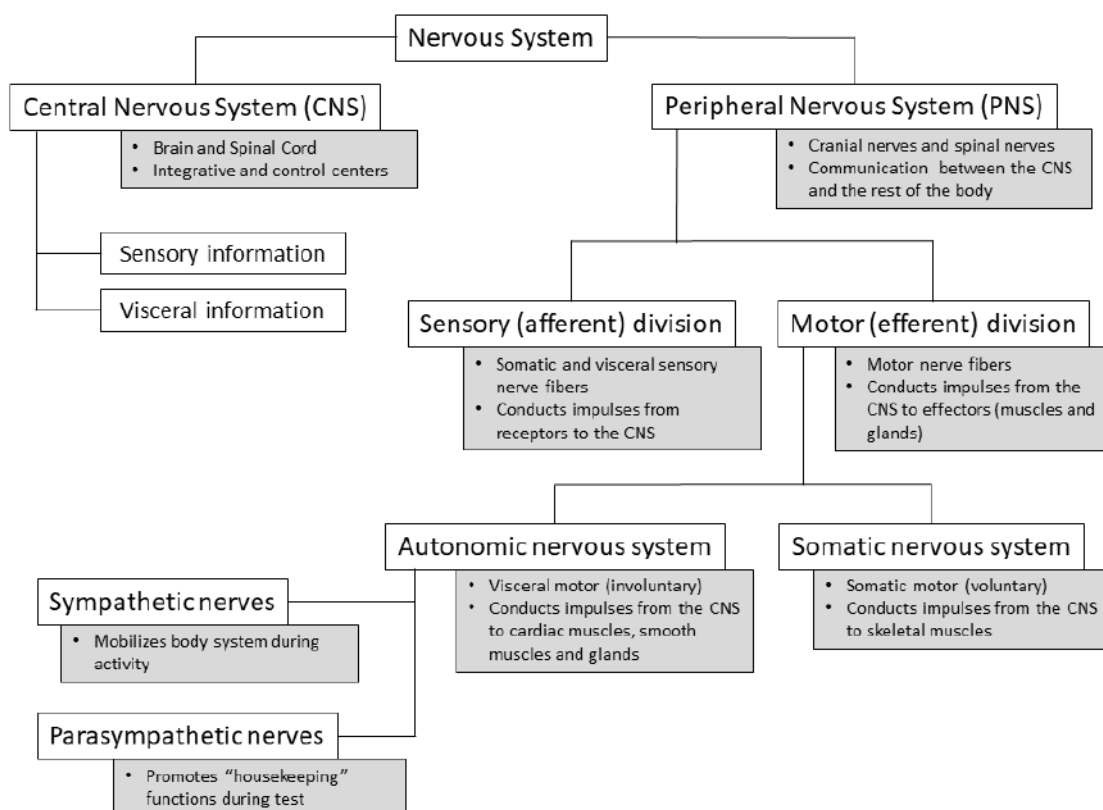 Nervous System
Central Nervous System (CNS)
• Brain and Spinal Cord
• Integrative and control centers
Sensory information
Visceral information
Peripheral Nervous System (PNS)
• Cranial nerves and spinal nerves
• Communication between the CNS
and the rest of the body
Sensory (afferent) division
• Somatic and visceral sensory
nerve fibers
• Conducts impulses from
receptors to the CNS
Motor (efferent) division
• Motor nerve fibers
• Conducts impulses from the
CNS to effectors (muscles and
glands)
Autonomic nervous system
• Visceral motor (involuntary)
• Conducts impulses from the CNS
to cardiac muscles, smooth
muscles and glands
Somatic nervous system
• Somatic motor (voluntary)
• Conducts impulses from the CNS
to skeletal muscles
Sympathetic nerves
• Mobilizes body system during
activity
Parasympathetic nerves
• Promotes “housekeeping”
functions during test